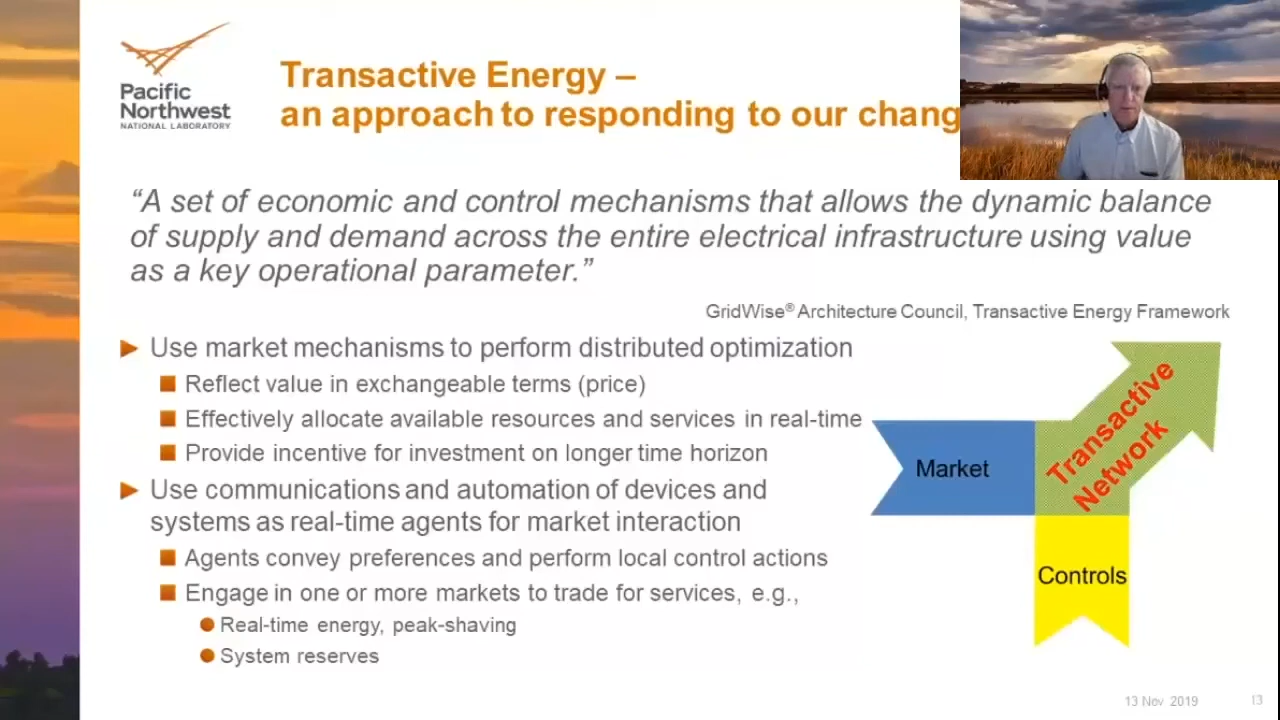 Pacific
Northwest
NATIONAL LABORATORY
Transactive Energy –
an approach to responding to our chang
“A set of economic and control mechanisms that allows the dynamic balance
of supply and demand across the entire electrical infrastructure using value
as a key operational parameter.”
GridWise® Architecture Council, Transactive Energy Framework
Use market mechanisms to perform distributed optimization
Reflect value in exchangeable terms (price)
Effectively allocate available resources and services in real-time
Provide incentive for investment on longer time horizon
Use communications and automation of devices and
systems as real-time agents for market interaction
Agents convey preferences and perform local control actions
Engage in one or more markets to trade for services, e.g.,
Real-time energy, peak-shaving
System reserves
Market
Transactive
Network
Controls
13 Nov 2019
13